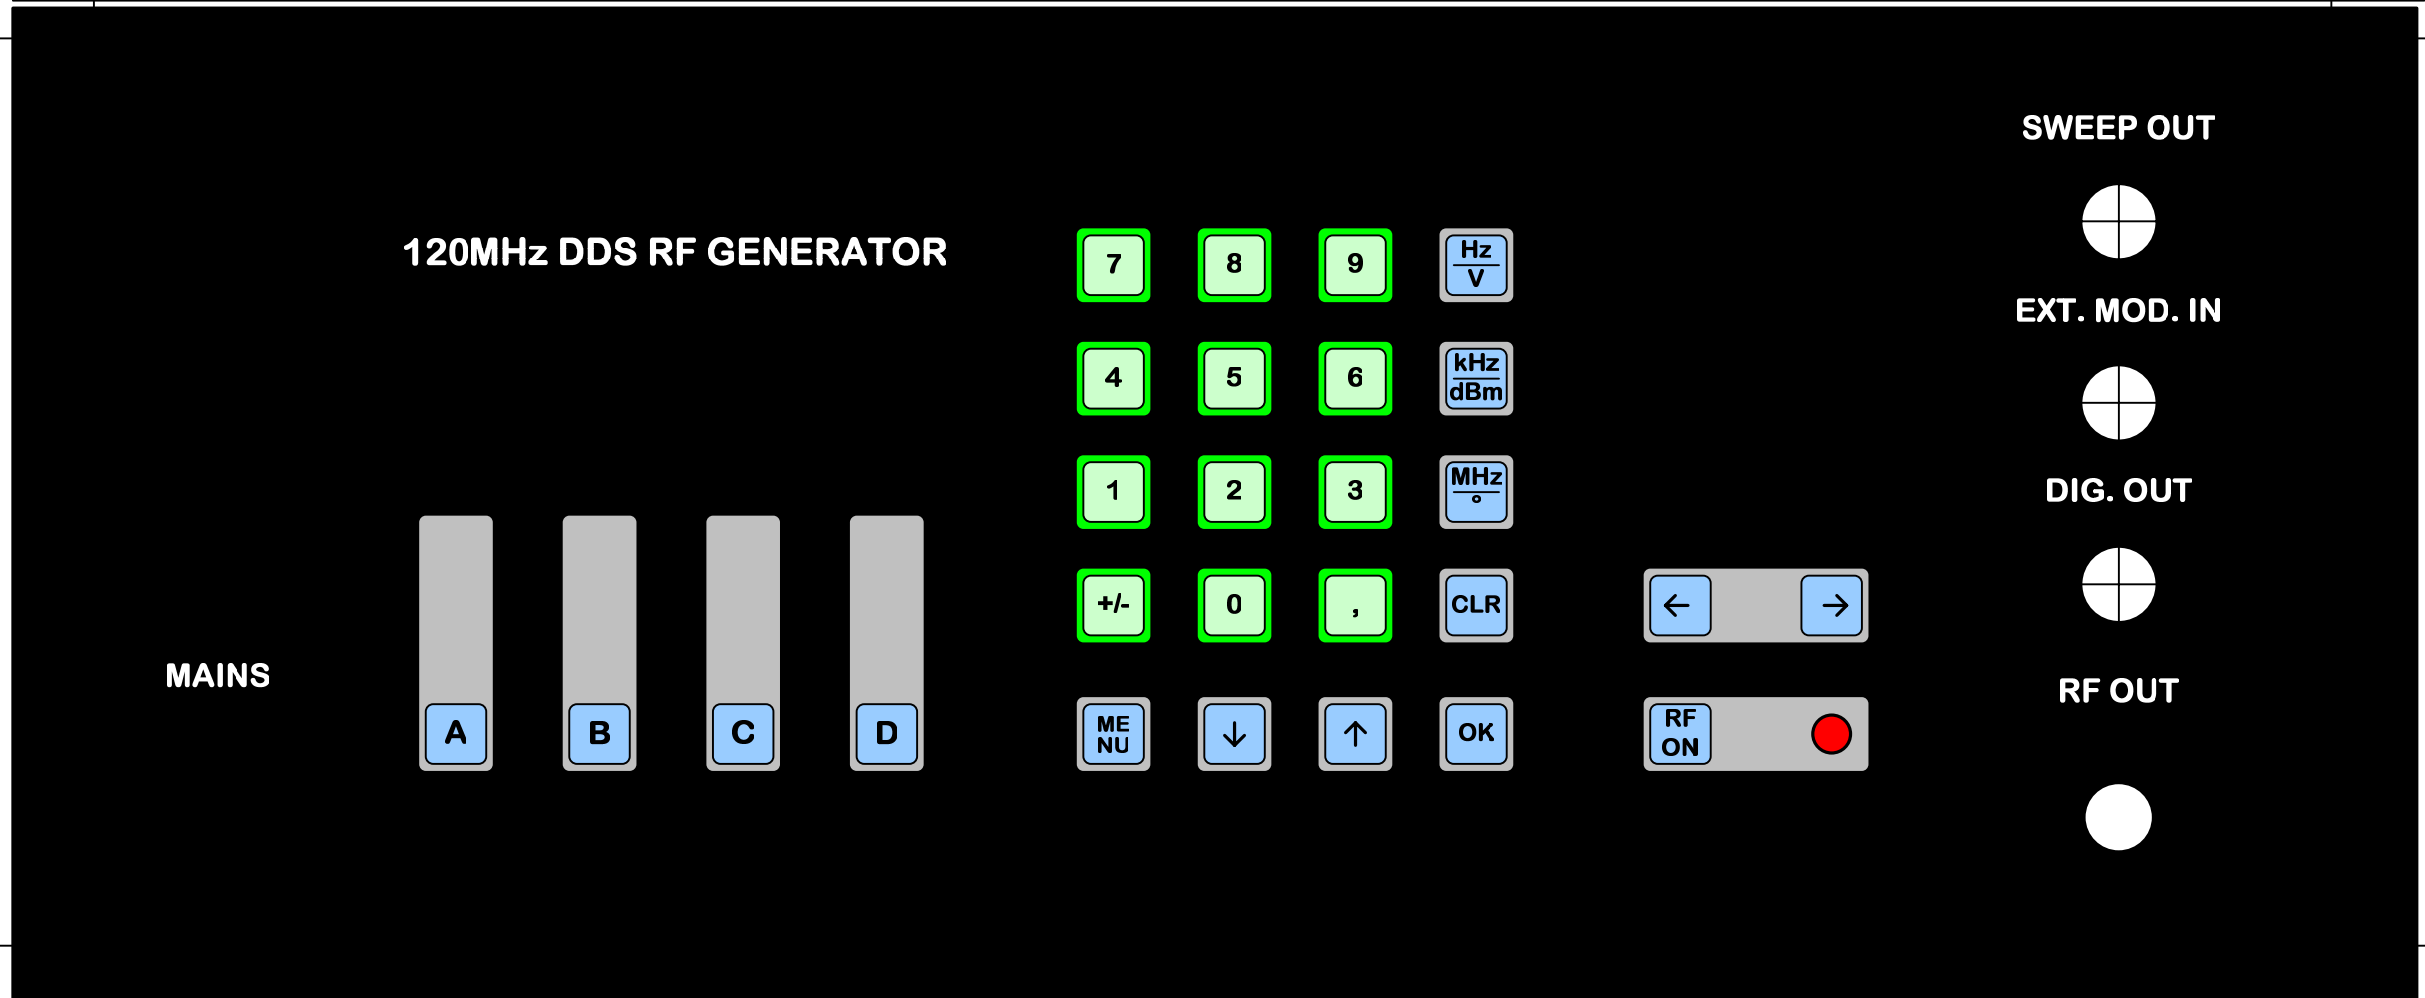 SWEEP OUT
120MHz DDS RF GENERATOR
7 8 9 Hz
V
EXT. MOD. IN
4 5 6 kHz
dBm
1 2 3 MHz
°
DIG. OUT
+/- 0 , CLR ← →
MAINS
RF OUT
A B C D
ME
NU
↓ ↑ OK
RF
ON